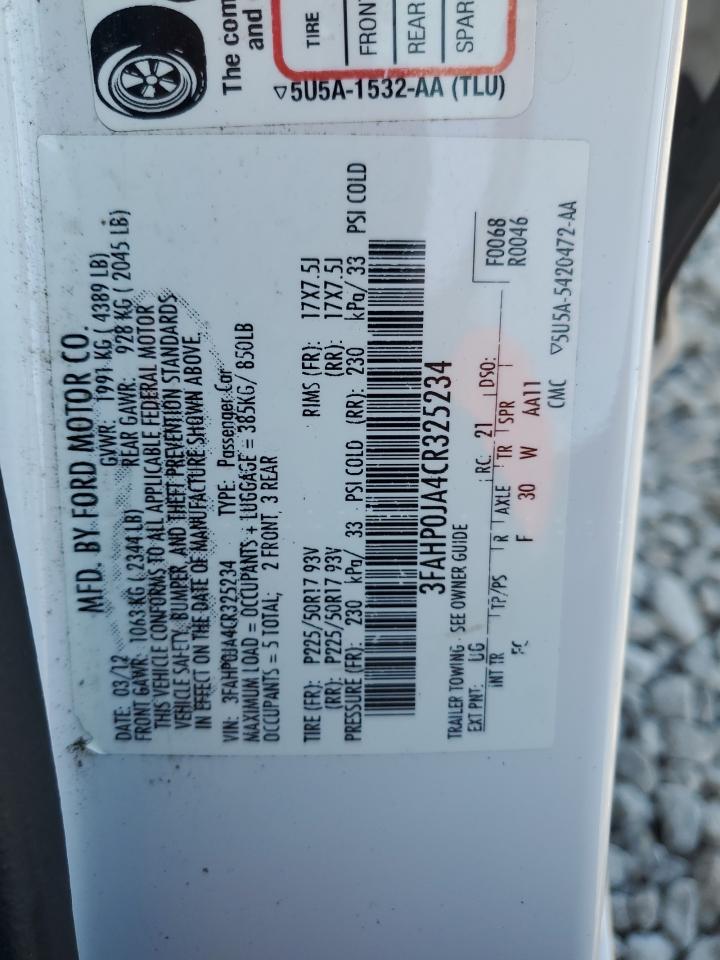 The com
and c
TIRE
FRONT
REAR
SPAR
▽5U5A-1532-AA (TLU)
MFD. BY FORD MOTOR CO.
DATE: 03/12 GVWR: 1991 KG ( 4389 LB)
FRONT GAWR: 1063 KG ( 2344 LB) REAR GAWR: 928 KG ( 2045 LB)
THIS VEHICLE CONFORMS TO ALL APPLICABLE FEDERAL MOTOR
VEHICLE SAFETY, BUMPER, AND THEFT PREVENTION STANDARDS
IN EFFECT ON THE DATE OF MANUFACTURE SHOWN ABOVE.
VIN: 3FAHP0JA4CR325234 TYPE: Passenger Car
MAXIMUM LOAD = OCCUPANTS + LUGGAGE = 385KG/ 850LB
OCCUPANTS = 5 TOTAL; 2 FRONT, 3 REAR
TIRE (FR): P225/50R17 93V RIMS (FR): 17X7.5J
(RR): P225/50R17 93V (RR): 17X7.5J
PRESSURE (FR): 230 kPa/ 33 PSI COLD (RR): 230 kPa/ 33 PSI COLD
3FAHP0JA4CR325234
TRAILER TOWING - SEE OWNER GUIDE F0068
R0046
EXT PNT: UG RC: 21 DSO:
INT TR TP/PS R AXLE TR SPR
FC F 30 W AA11
CMC ▽5U5A-5420472-AA